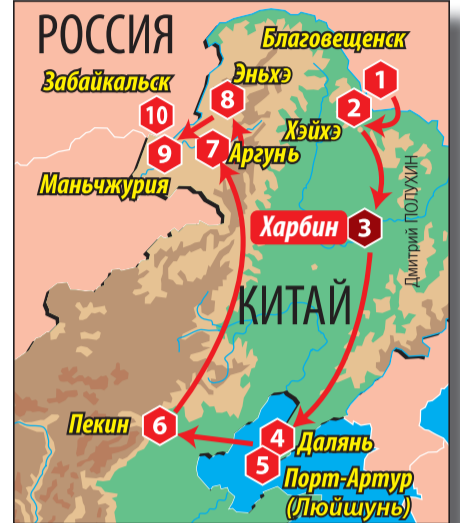 РОССИЯ
Благовещенск
1
Забайкальск
Эньхэ
8
2
10
Хэйхэ
9
7
Аргунь
Маньчжурия
Харбин 3
Дмитрий ПОЛУХИН
КИТАЙ
Пекин 6
4 Далянь
5 Порт-Артур
(Люйшунь)